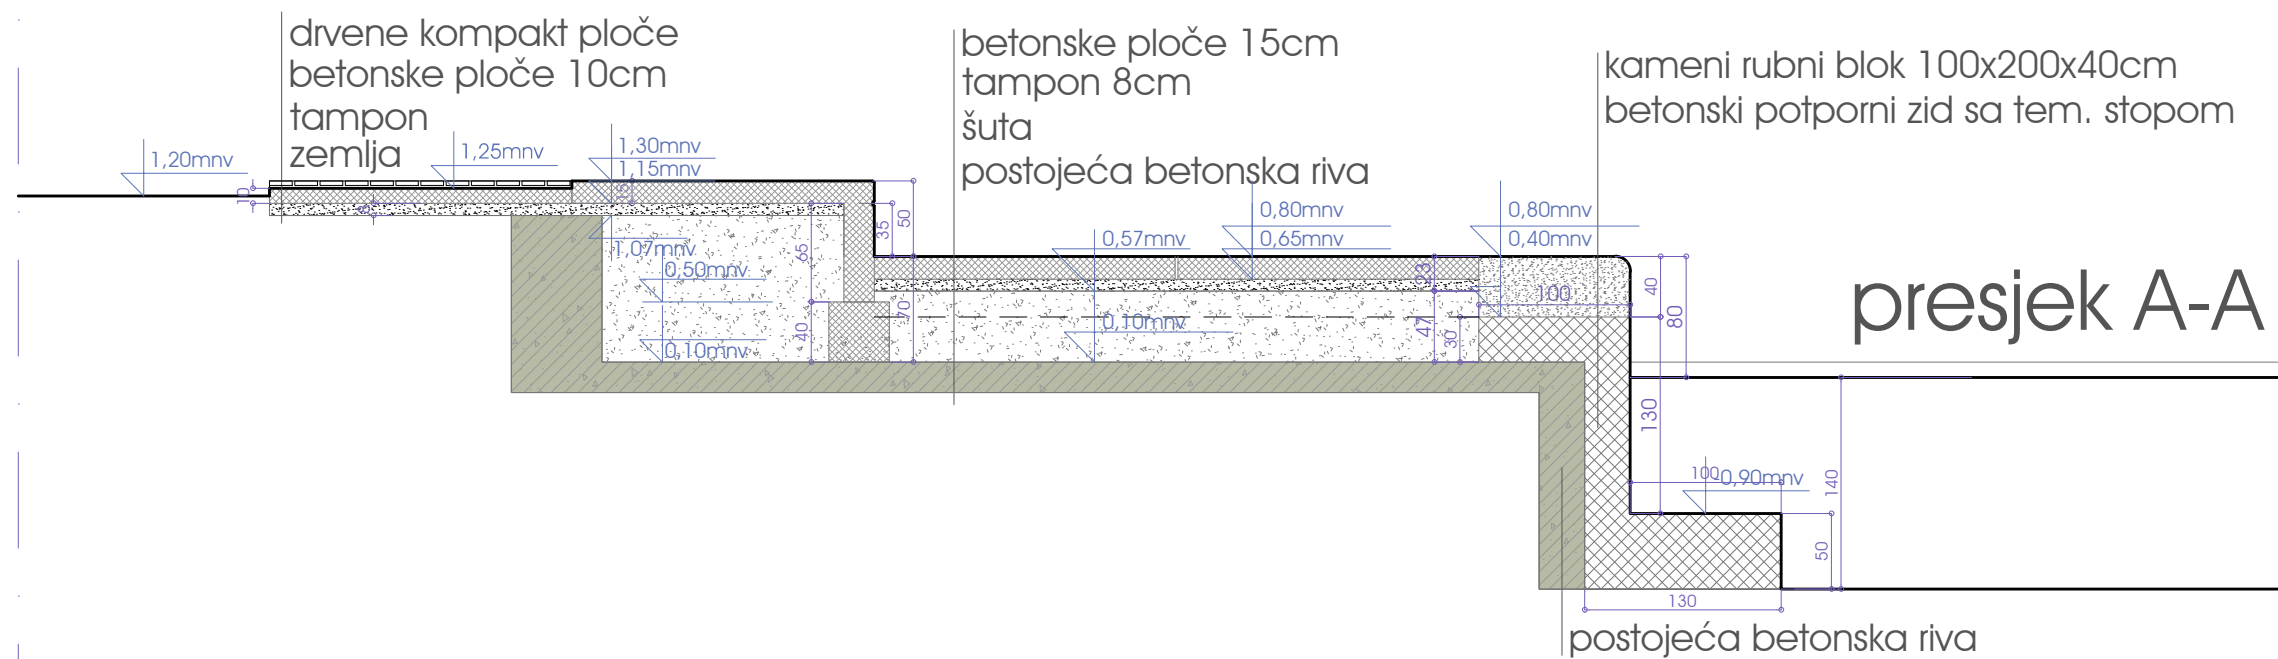 drvene kompakt ploče
betonske ploče 10cm
tampon
zemlja
betonske ploče 15cm
tampon 8cm
šuta
postojeća betonska riva
kameni rubni blok 100x200x40cm
betonski potporni zid sa tem. stopom
1,20mnv
1,25mnv
1,30mnv
1,15mnv
10
15
8
1,07mnv
0,50mnv
0,10mnv
65
40
35
50
70
0,57mnv
0,80mnv
0,65mnv
0,10mnv
0,80mnv
0,40mnv
23
47
30
100
40
80
130
presjek A-A
100
-0,90mnv
140
50
130
postojeća betonska riva